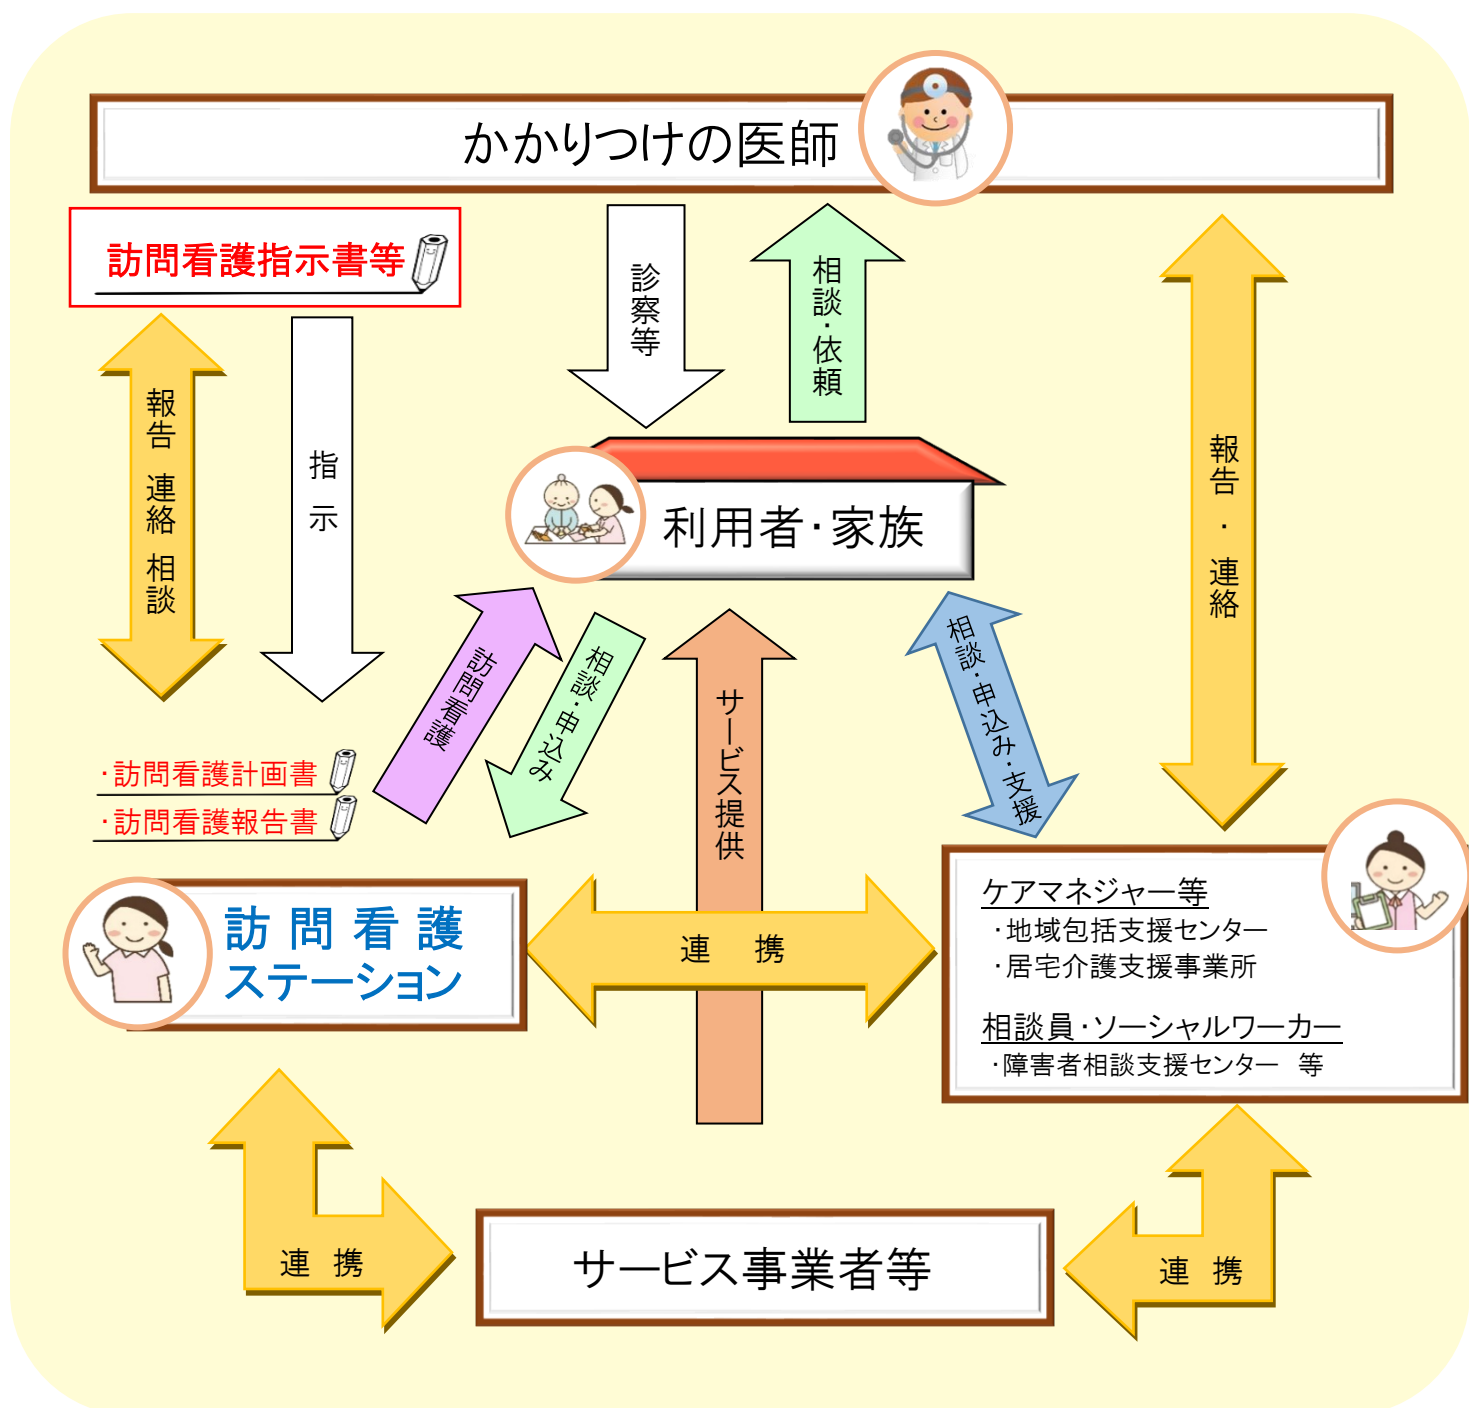 かかりつけの医師
訪問看護指示書等
診察等
相談・依頼
報告 連絡 相談
指示
報告・連絡
利用者・家族
訪問看護
相談・申込み
サービス提供
相談・申込み・支援
・訪問看護計画書
・訪問看護報告書
訪問看護
ステーション
連携
ケアマネジャー等
・地域包括支援センター
・居宅介護支援事業所
相談員・ソーシャルワーカー
・障害者相談支援センター 等
連携
サービス事業者等
連携